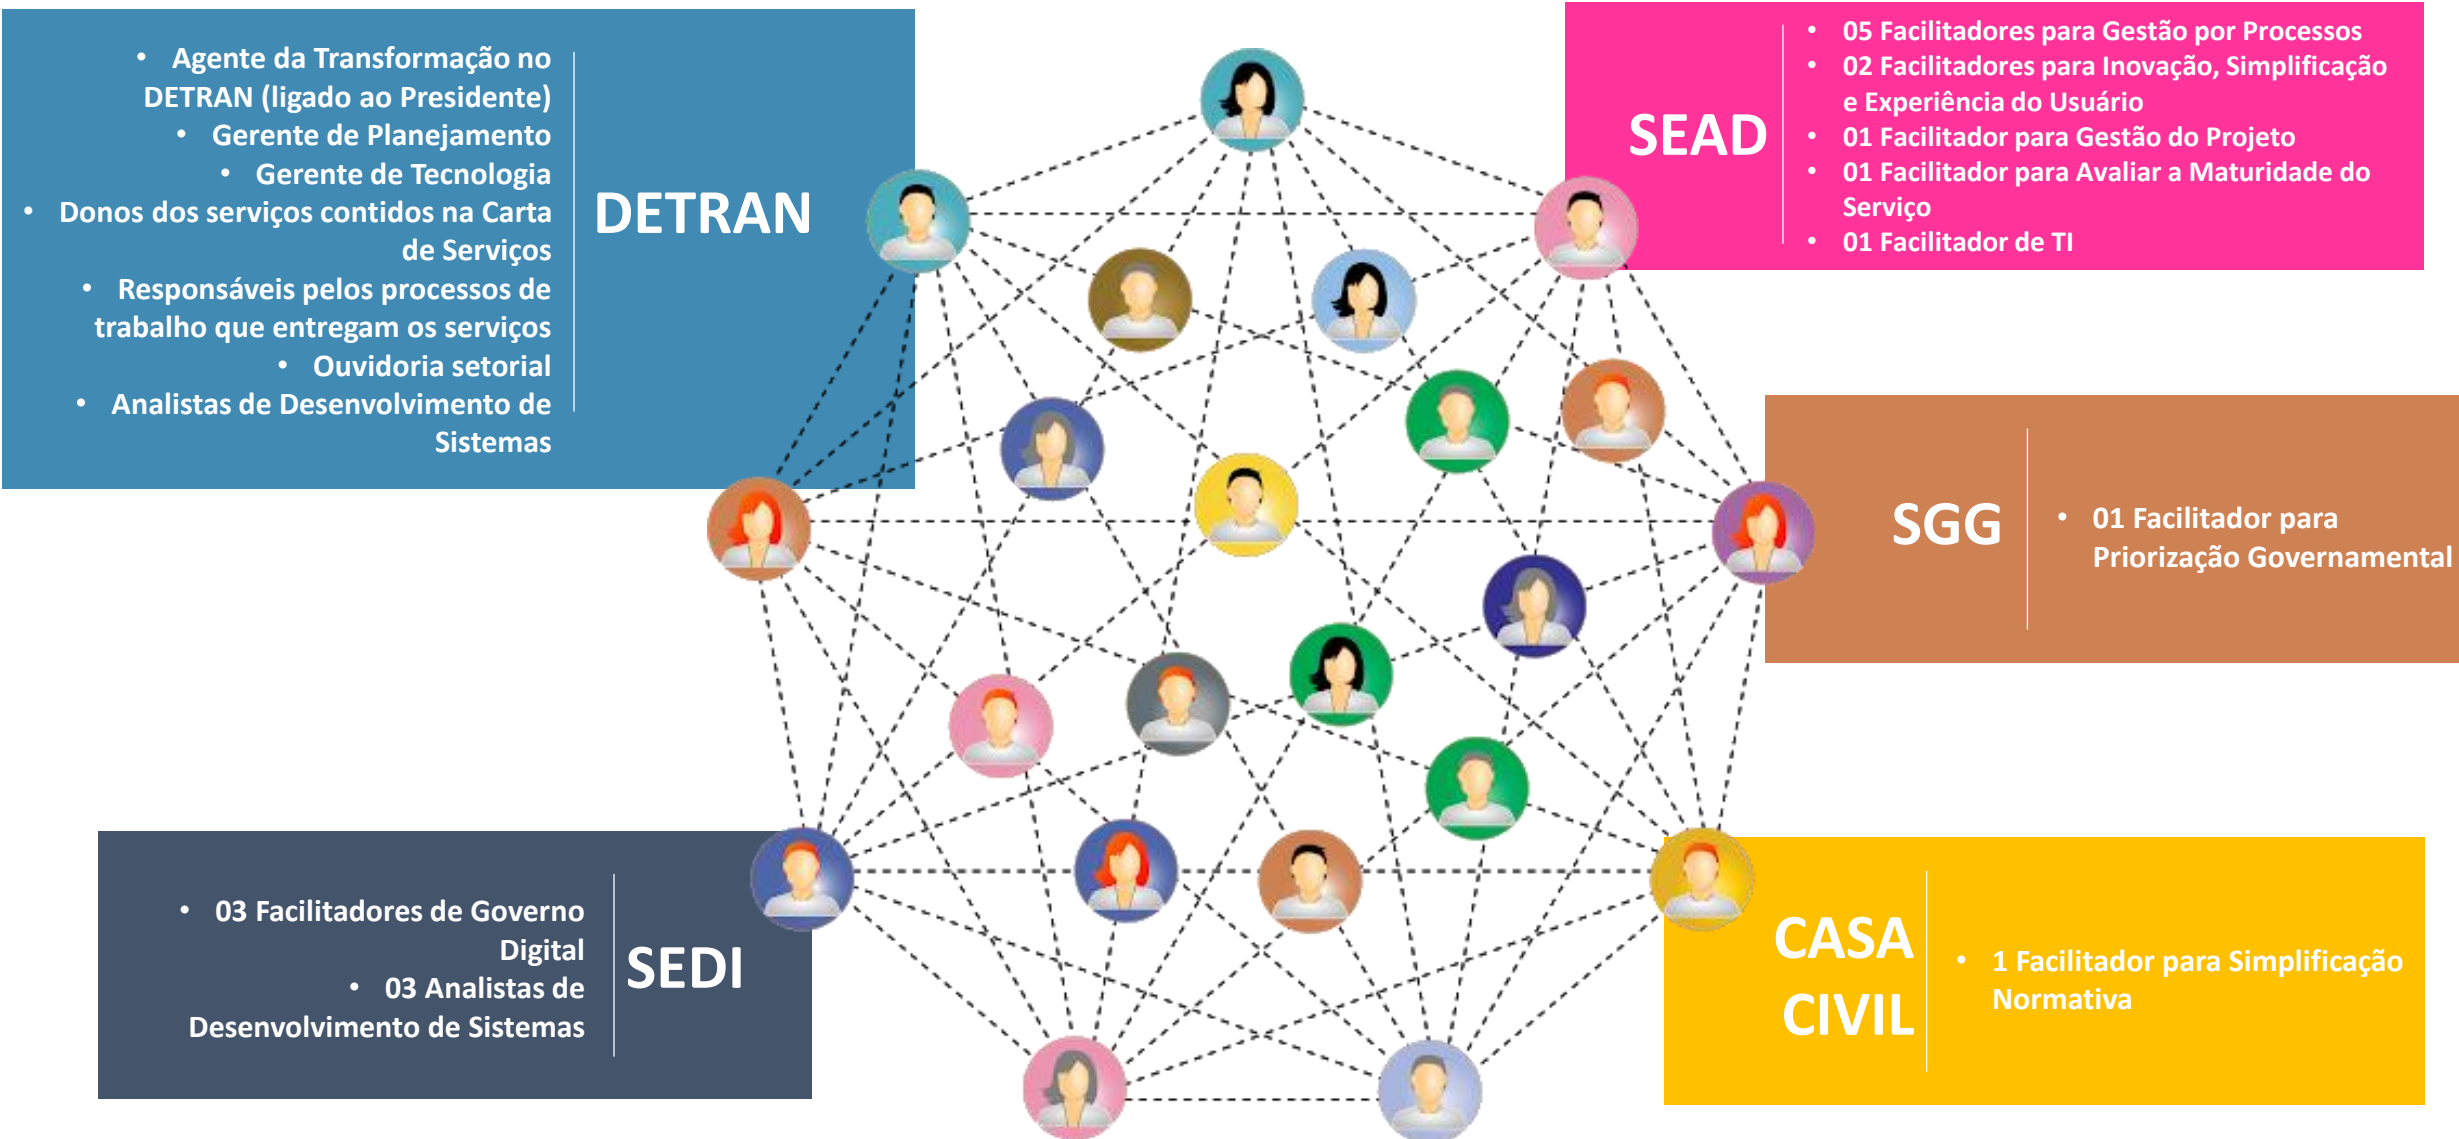 • Agente da Transformação no
DETRAN (ligado ao Presidente)
• Gerente de Planejamento
• Gerente de Tecnologia
• Donos dos serviços contidos na Carta
de Serviços
• Responsáveis pelos processos de
trabalho que entregam os serviços
• Ouvidoria setorial
• Analistas de Desenvolvimento de
Sistemas
DETRAN
SEAD
• 05 Facilitadores para Gestão por Processos
• 02 Facilitadores para Inovação, Simplificação
e Experiência do Usuário
• 01 Facilitador para Gestão do Projeto
• 01 Facilitador para Avaliar a Maturidade do
Serviço
• 01 Facilitador de TI
SGG
• 01 Facilitador para
Priorização Governamental
• 03 Facilitadores de Governo
Digital
• 03 Analistas de
Desenvolvimento de Sistemas
SEDI
CASA
CIVIL
• 1 Facilitador para Simplificação
Normativa